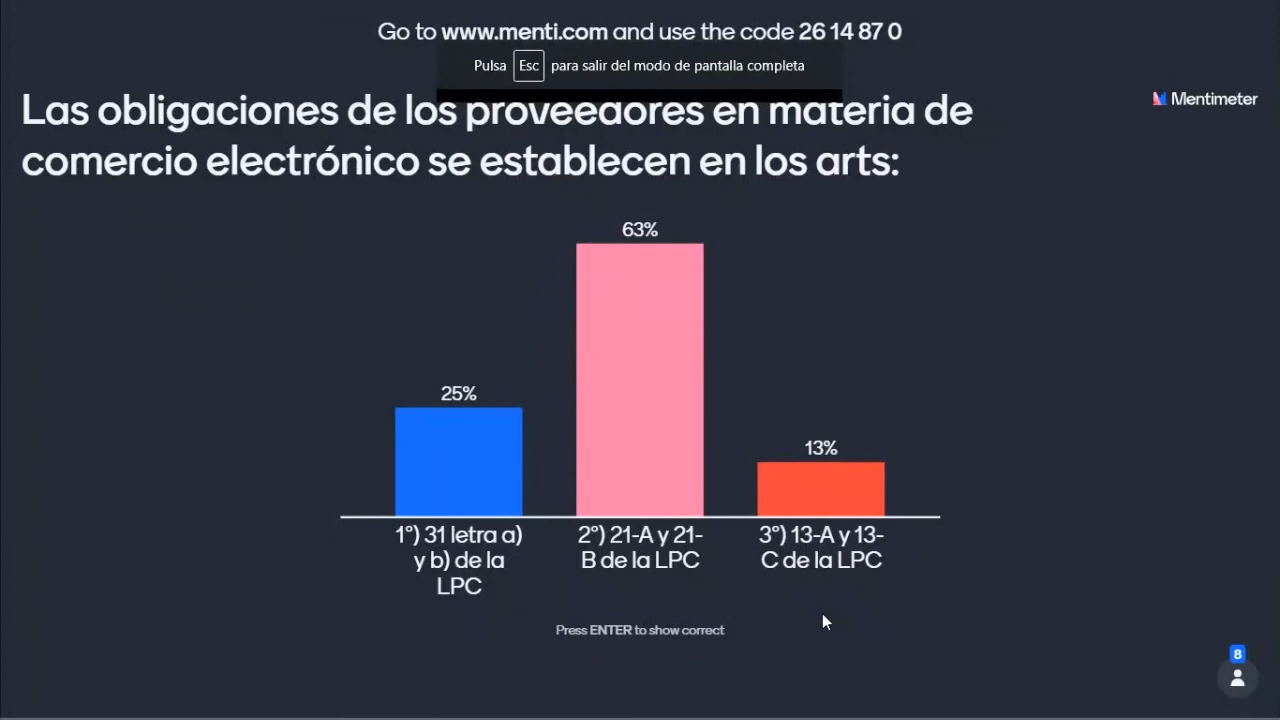 Go to www.menti.com and use the code 26 14 87 0
Pulsa Esc para salir del modo de pantalla completa
Mentimeter
Las obligaciones de los proveedores en materia de
comercio electrónico se establecen en los arts:
63%
25%
13%
1°) 31 letra a)
y b) de la
LPC
2°) 21-A y 21-
B de la LPC
3°) 13-A y 13-
C de la LPC
Press ENTER to show correct
8